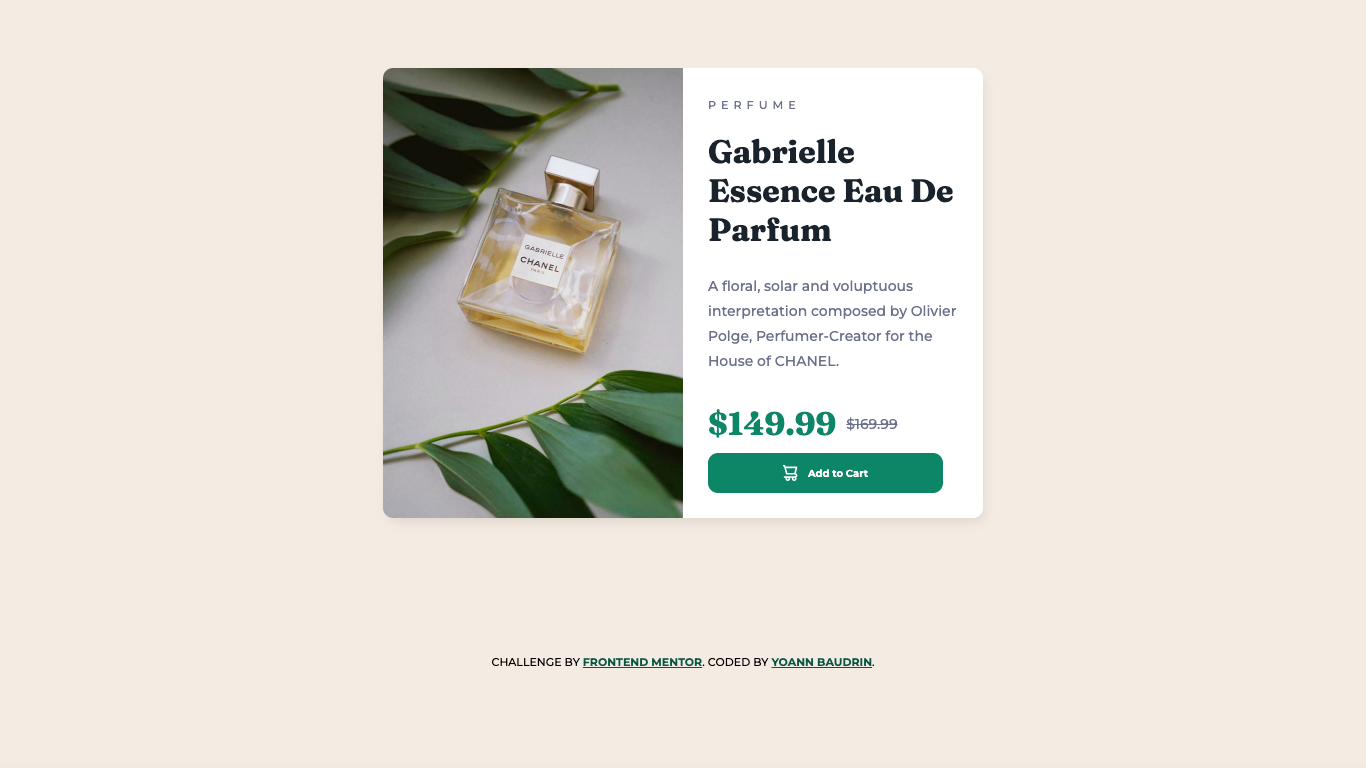 PERFUME
Gabrielle
Essence Eau De
Parfum
GABRIELLE
CHANEL
PARIS
A floral, solar and voluptuous
interpretation composed by Olivier
Polge, Perfumer-Creator for the
House of CHANEL.
$149.99 $169.99
Add to Cart
CHALLENGE BY FRONTEND MENTOR. CODED BY YOANN BAUDRIN.